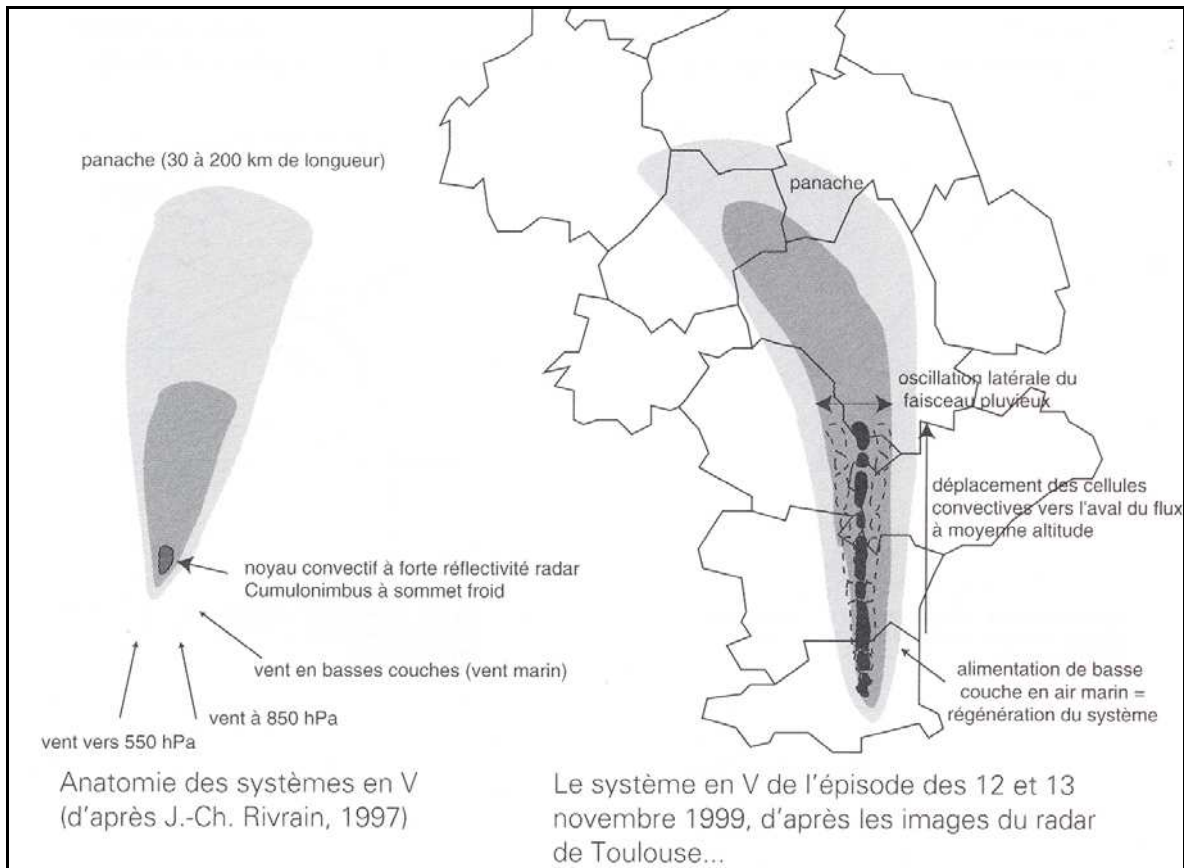 panache (30 à 200 km de longueur)
noyau convectif à forte réflectivité radar
Cumulonimbus à sommet froid
vent en basses couches (vent marin)
vent à 850 hPa
vent vers 550 hPa
Anatomie des systèmes en V
(d'après J.-Ch. Rivrain, 1997)
panache
oscillation latérale du
faisceau pluvieux
déplacement des cellules
convectives vers l'aval du flux
à moyenne altitude
alimentation de basse
couche en air marin =
régénération du système
Le système en V de l'épisode des 12 et 13
novembre 1999, d'après les images du radar
de Toulouse...